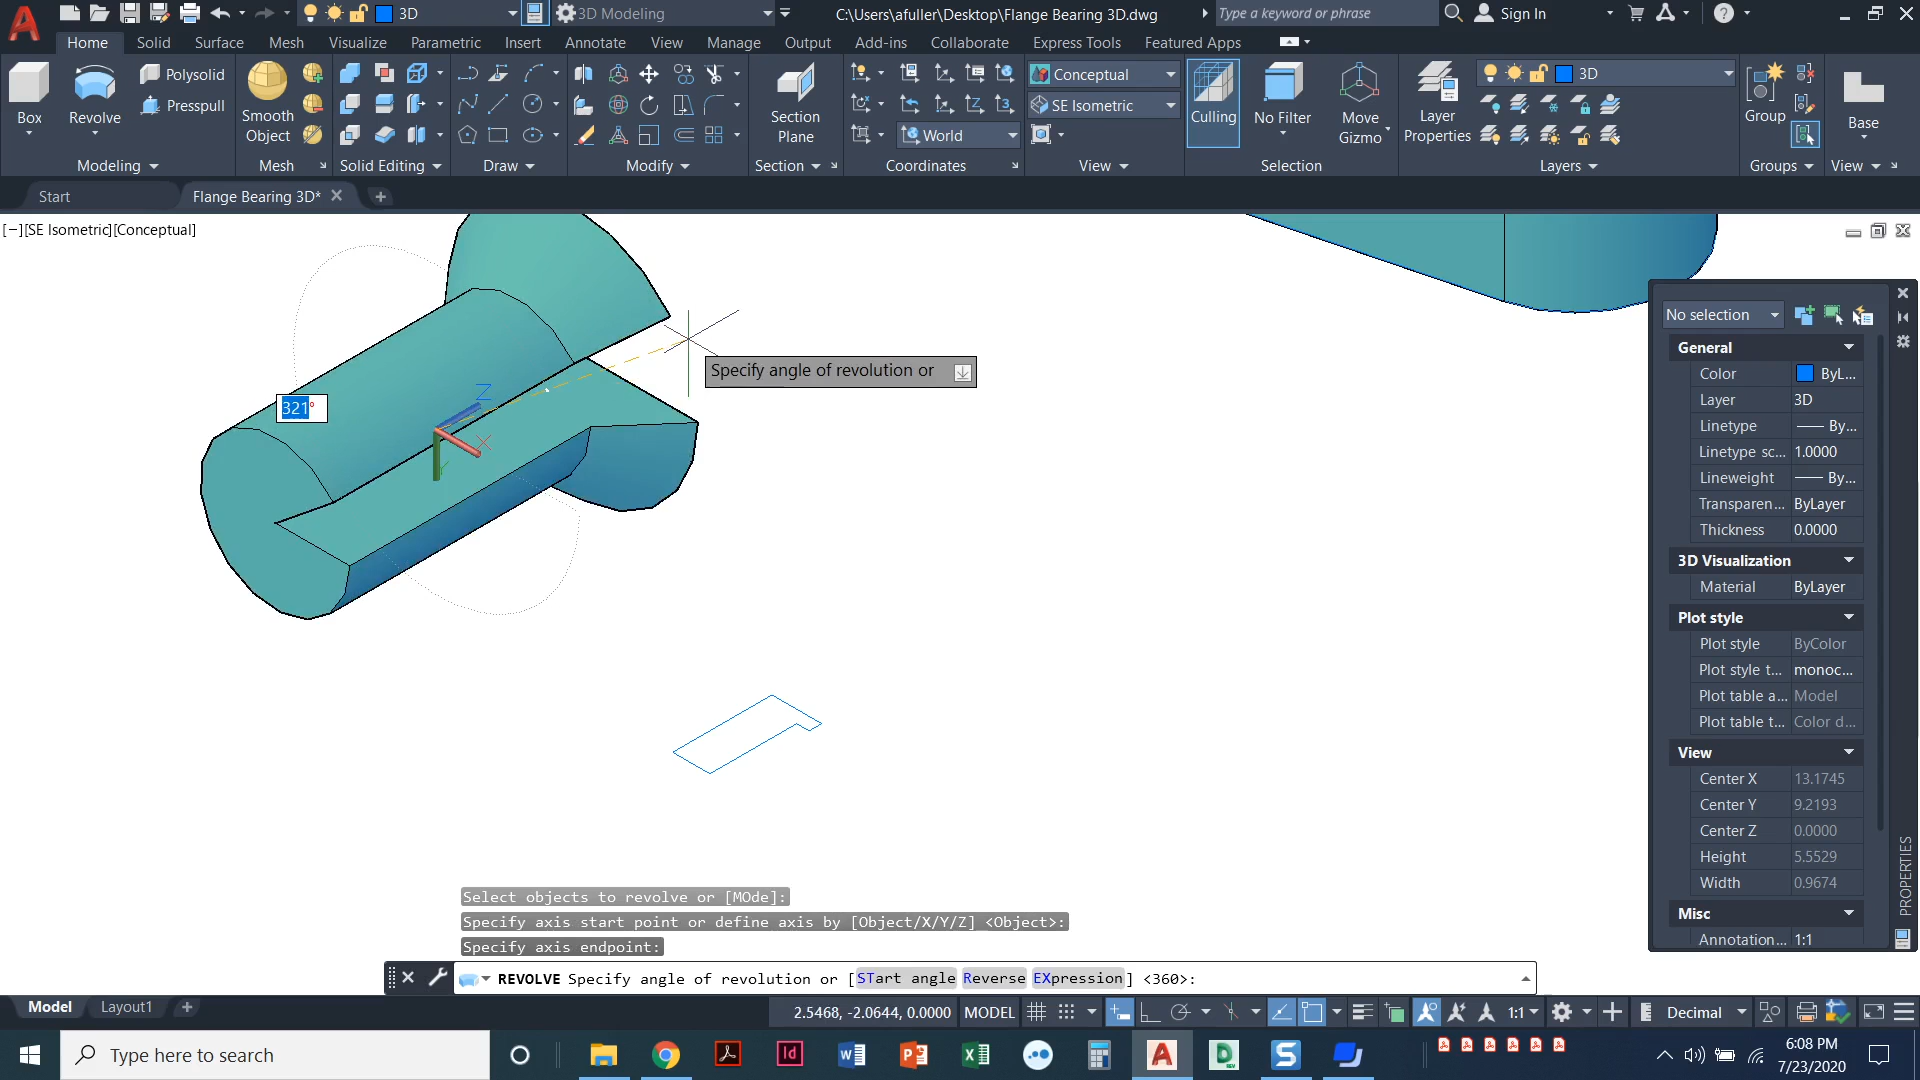 3D
3D Modeling
C:\Users\afuller\Desktop\Flange Bearing 3D.dwg
Type a keyword or phrase
Sign In
Home
Solid
Surface
Mesh
Visualize
Parametric
Insert
Annotate
View
Manage
Output
Add-ins
Collaborate
Express Tools
Featured Apps
Box
Revolve
Polysolid
Presspull
Smooth
Object
Section
Plane
World
Conceptual
SE Isometric
Culling
No Filter
Move
Gizmo
Layer
Properties
3D
Group
Base
Modeling
Mesh
Solid Editing
Draw
Modify
Section
Coordinates
View
Selection
Layers
Groups
View
Start
Flange Bearing 3D*
[−][SE Isometric][Conceptual]
Z
X
Y
321°
Specify angle of revolution or
No selection
General
Color ByL...
Layer 3D
Linetype By...
Linetype sc... 1.0000
Lineweight By...
Transparen... ByLayer
Thickness 0.0000
3D Visualization
Material ByLayer
Plot style
Plot style ByColor
Plot style t... monoc...
Plot table a... Model
Plot table t... Color d...
View
Center X 13.1745
Center Y 9.2193
Center Z 0.0000
Height 5.5529
Width 0.9674
Misc
Annotation... 1:1
PROPERTIES
Select objects to revolve or [MOde]:
Specify axis start point or define axis by [Object/X/Y/Z] <Object>:
Specify axis endpoint:
REVOLVE Specify angle of revolution or [STart angle Reverse EXpression] <360>:
Model
Layout1
2.5468, -2.0644, 0.0000
MODEL
1:1
Decimal
Type here to search
6:08 PM
7/23/2020